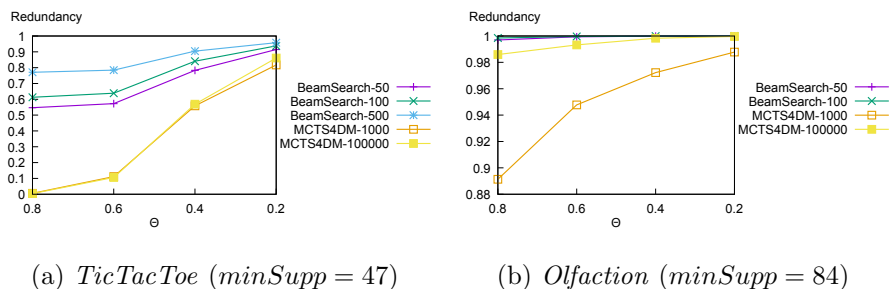 Redundancy
1
0.9
0.8
0.7
0.6
0.5
0.4
0.3
0.2
0.1
0
0.8
0.6
0.4
0.2
Θ
BeamSearch-50
BeamSearch-100
BeamSearch-500
MCTS4DM-1000
MCTS4DM-100000
(a) TicTacToe (minSupp = 47)
Redundancy
1
0.98
0.96
0.94
0.92
0.9
0.88
0.8
0.6
0.4
0.2
Θ
BeamSearch-50
BeamSearch-100
MCTS4DM-1000
MCTS4DM-100000
(b) Olfaction (minSupp = 84)